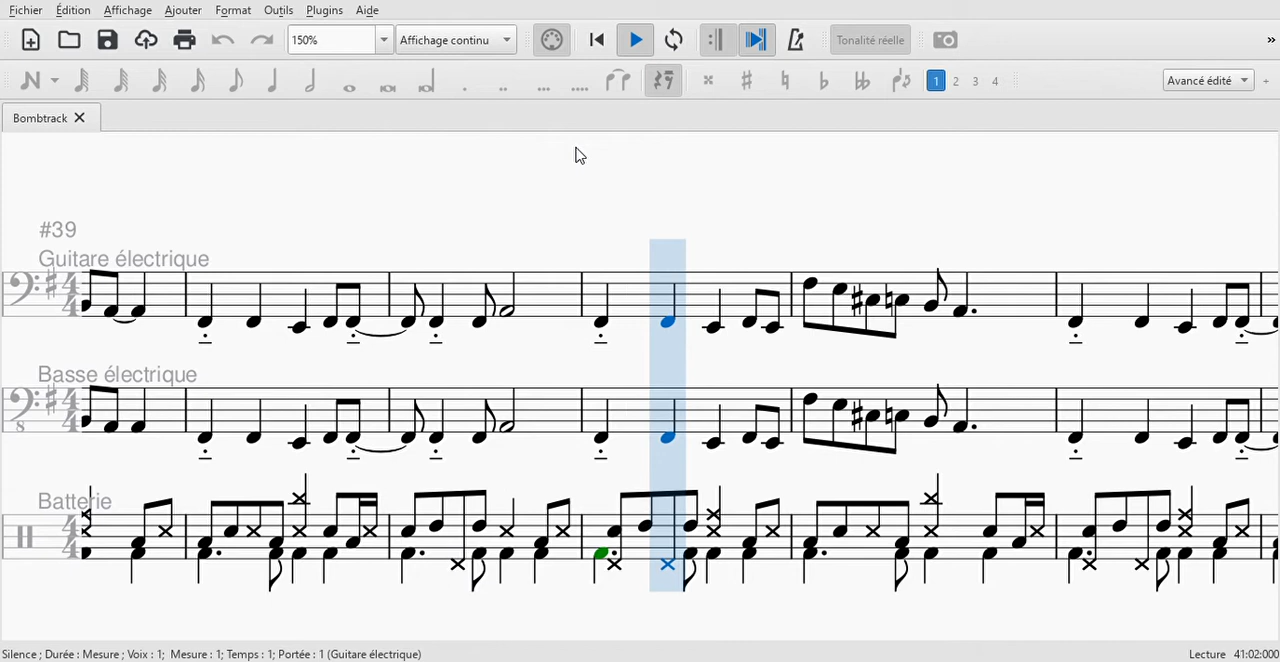 Fichier Édition Affichage Ajouter Format Outils Plugins Aide
150% Affichage continu Tonalité réelle »
1 2 3 4 Avancé édité
Bombtrack
#39
Guitare électrique
Basse électrique
Batterie
Silence ; Durée : Mesure ; Voix : 1; Mesure : 1; Temps : 1; Portée : 1 (Guitare électrique) Lecture 41:02:000